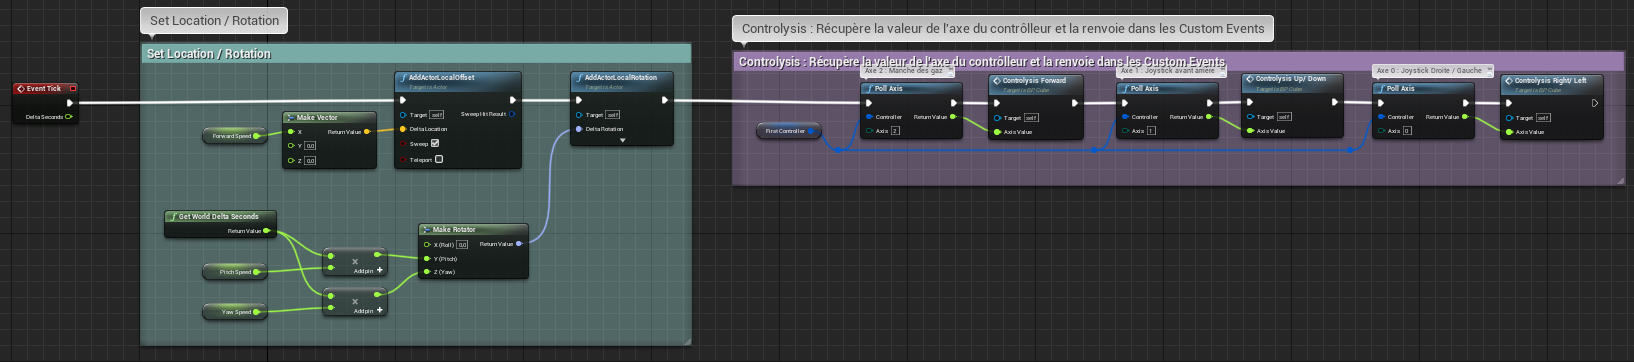 Set Location / Rotation
Controlysis : Récupère la valeur de l'axe du contrôleur et la renvoie dans les Custom Events
Set Location / Rotation
Controlysis : Récupère la valeur de l'axe du contrôleur et la renvoie dans les Custom Events
Event Tick
Delta Seconds
Forward Speed
Make Vector
X
Return Value
Y 0,0
Z 0,0
AddActorLocalOffset
Target is Actor
Target self
Sweep Hit Result
Delta Location
Sweep
Teleport
AddActorLocalRotation
Target is Actor
Target self
Delta Rotation
Get World Delta Seconds
Return Value
Pitch Speed
Yaw Speed
Add pin +
Add pin +
Make Rotator
X (Roll) 0,0
Return Value
Y (Pitch)
Z (Yaw)
First Controller
Axe 2 : Manche des gaz
Poll Axis
Controller
Return Value
Axis 2
Controlysis Forward
Target is BP Cube
Target self
Axis Value
Axe 1 : Joystick avant arrière
Poll Axis
Controller
Return Value
Axis 1
Controlysis Up/ Down
Target is BP Cube
Target self
Axis Value
Axe 0 : Joystick Droite / Gauche
Poll Axis
Controller
Return Value
Axis 0
Controlysis Right/ Left
Target is BP Cube
Target self
Axis Value